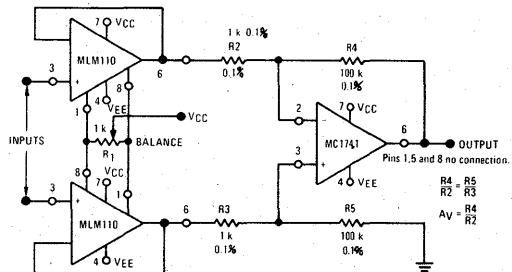 7 VCC
1 k 0.1%
R2
0.1%
R4
100 k
0.1%
MLM110
3
6
8
4 VEE
1
VCC
1 k
R1
BALANCE
INPUTS
2
7 VCC
MC1741
3
6
OUTPUT
Pins 1,5 and 8 no connection.
4 VEE
R4/R2 = R5/R3
AV = R4/R2
8
7 VCC
1
3
MLM110
6
R3
1 k
0.1%
R5
100 k
0.1%
4 VEE